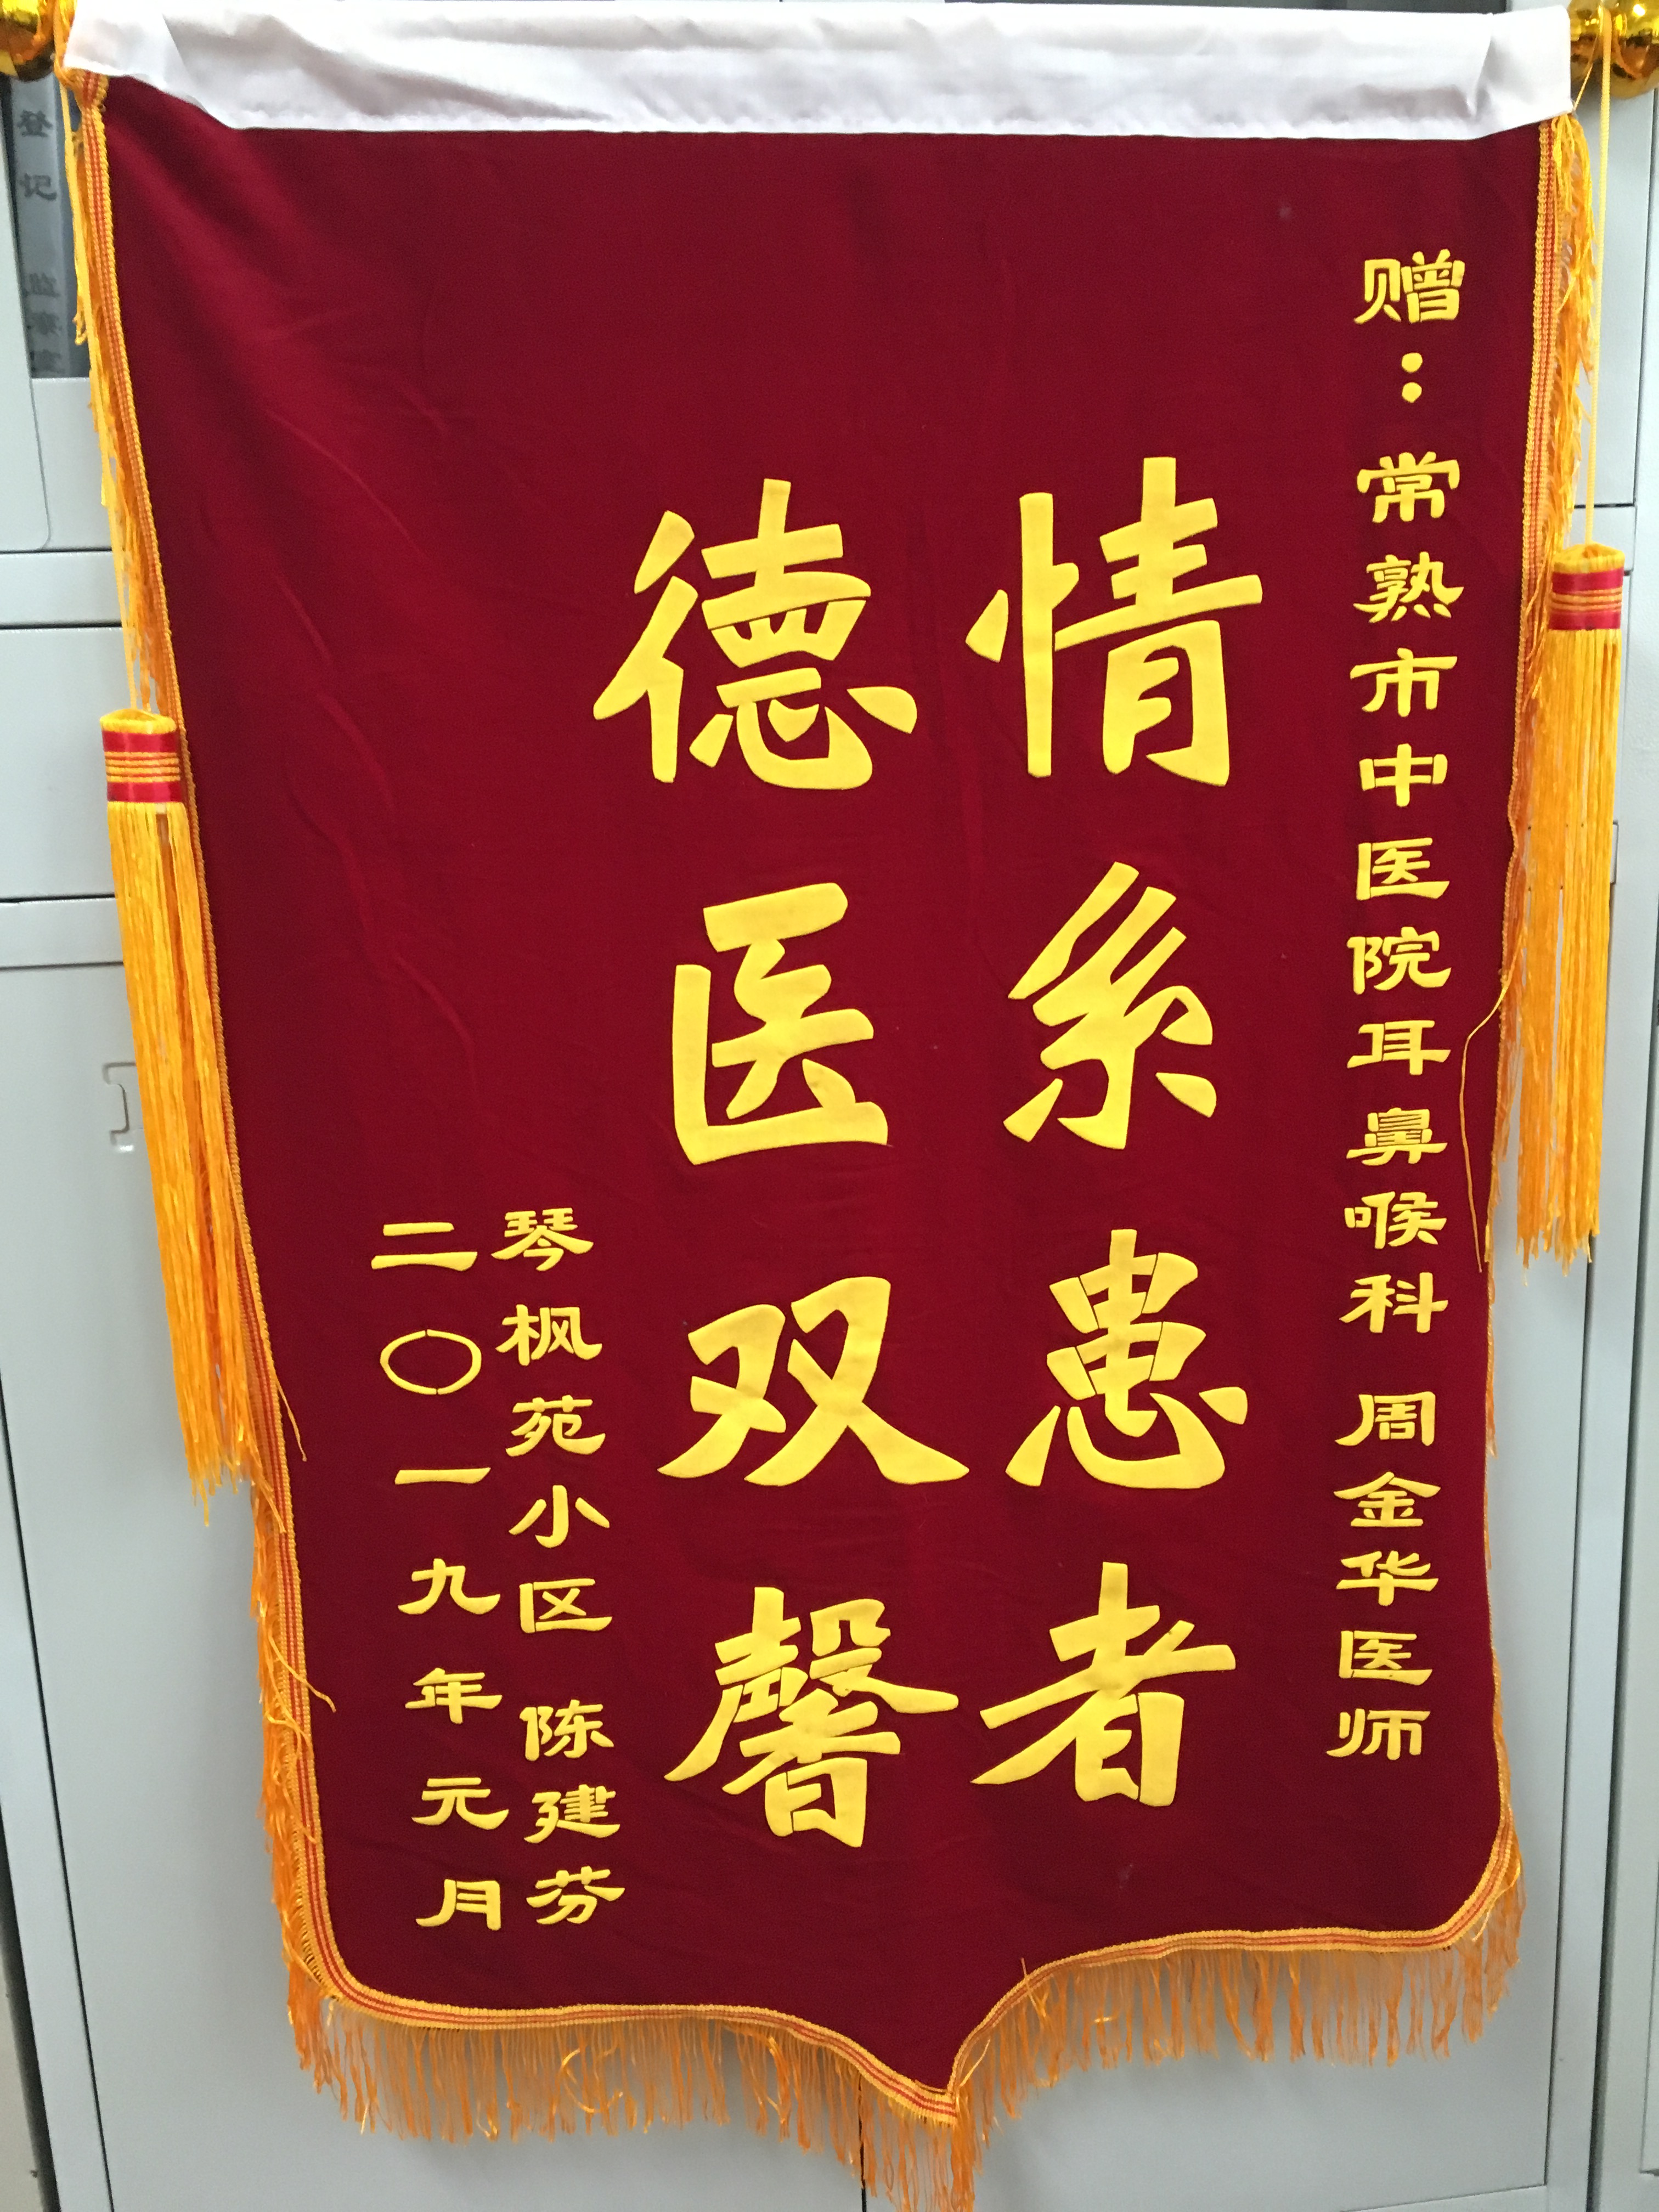 赠：常熟市中医院耳鼻喉科 周金华医师
情系患者
德医双馨
琴枫苑小区 陈建芬
二〇一九年元月
登记